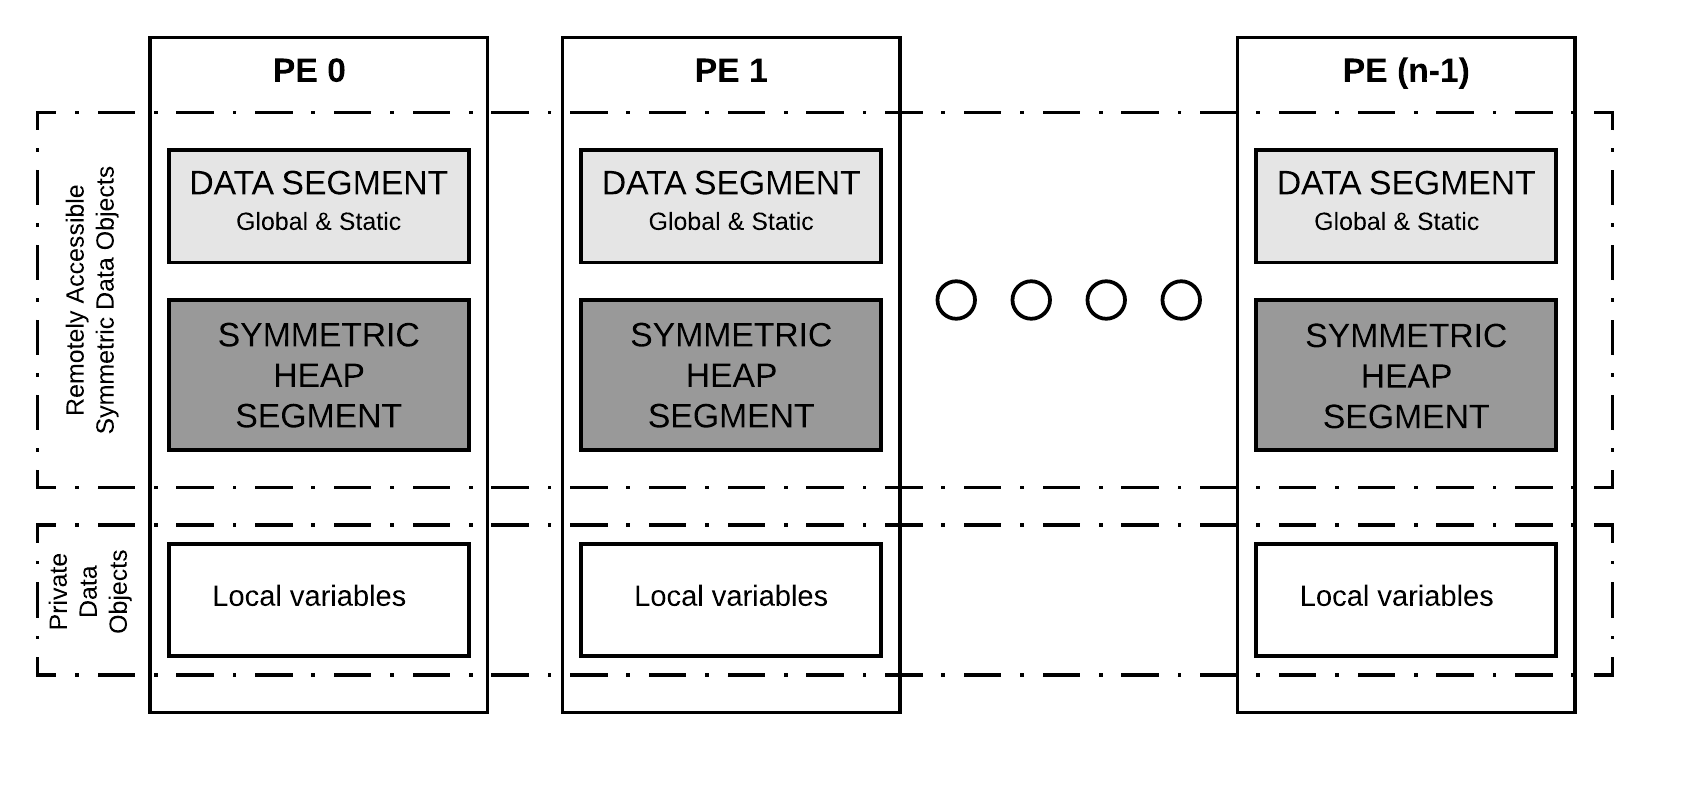 PE 0
PE 1
PE (n-1)
Remotely Accessible
Symmetric Data Objects
DATA SEGMENT
Global & Static
DATA SEGMENT
Global & Static
DATA SEGMENT
Global & Static
SYMMETRIC
HEAP
SEGMENT
SYMMETRIC
HEAP
SEGMENT
SYMMETRIC
HEAP
SEGMENT
Private
Data
Objects
Local variables
Local variables
Local variables